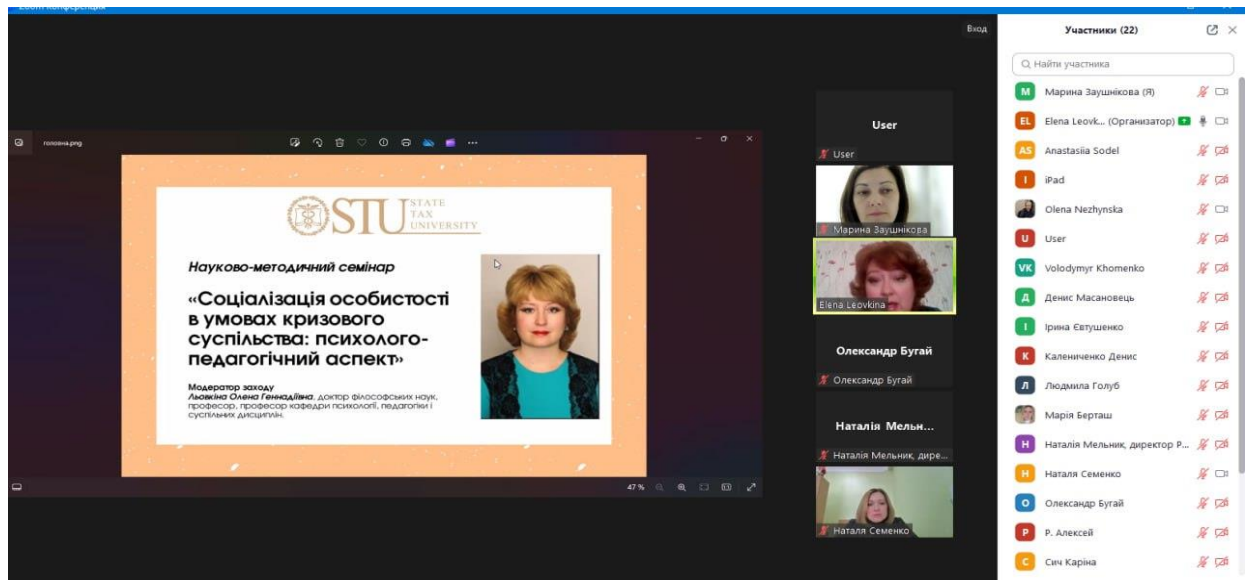 Zoom Конференция
Вход
головна.png
STU
STATE
TAX
UNIVERSITY
Науково-методичний семінар
«Соціалізація особистості
в умовах кризового
суспільства: психолого-
педагогічний аспект»
Модератор заходу
Львовкіна Олена Геннадіївна, доктор філософських наук,
професор, професор кафедри психології, педагогіки і
суспільних дисциплін.
47 %
User
User
Марина Заушнікова
Elena Leovkina
Олександр Бугай
Олександр Бугай
Наталія Мельн...
Наталія Мельник, дире...
Наталя Семенко
Участники (22)
Найти участника
М Марина Заушнікова (Я)
EL Elena Leovk... (Организатор)
AS Anastasiia Sodel
I iPad
Olena Nezhynska
U User
VK Volodymyr Khomenko
Д Денис Масановець
І Ірина Євтушенко
К Калениченко Денис
Л Людмила Голуб
Марія Берташ
Н Наталія Мельник, директор Р...
Н Наталя Семенко
О Олександр Бугай
Р Р. Алексей
С Сич Каріна